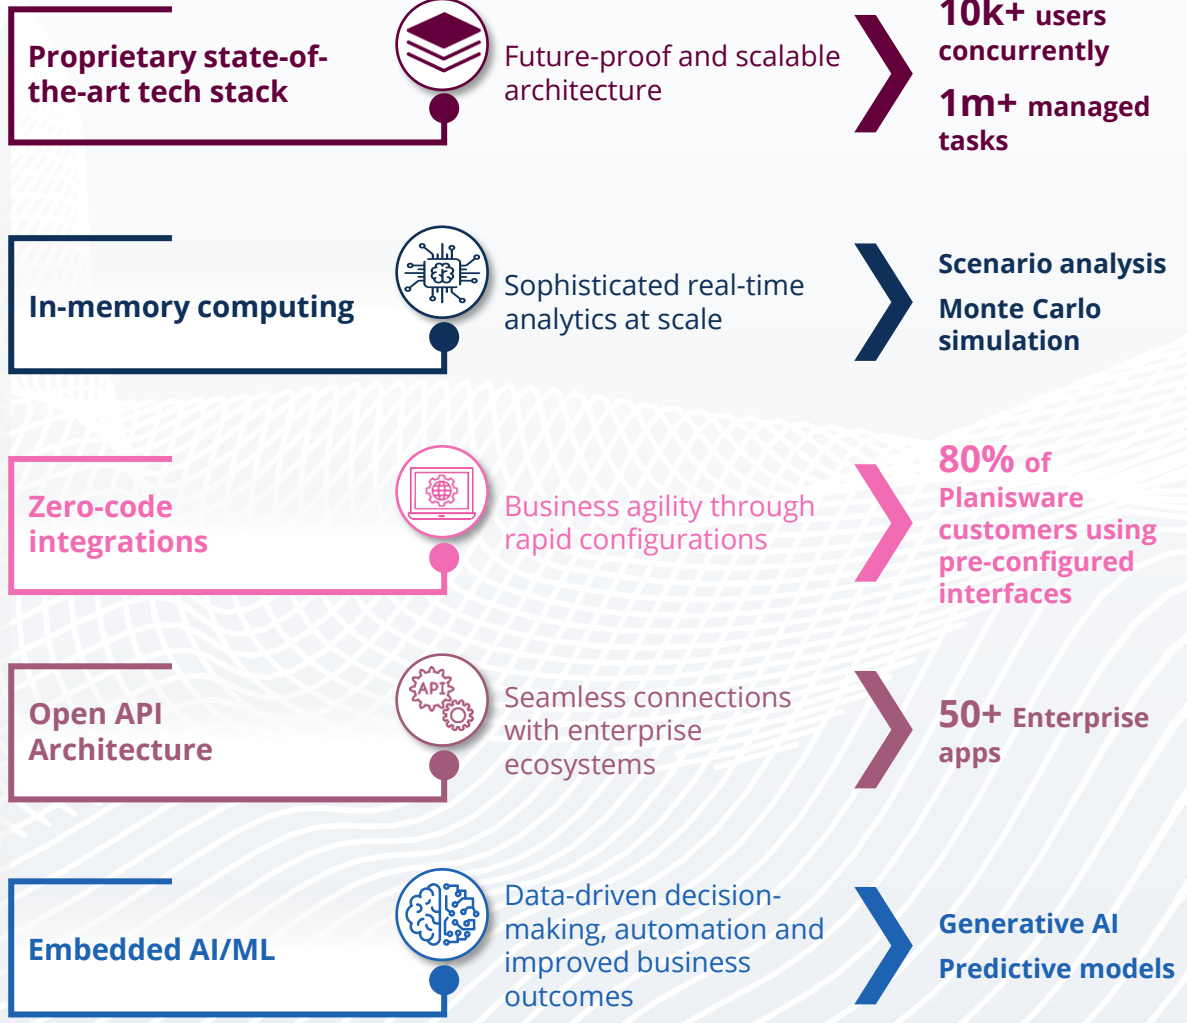 Proprietary state-of-
the-art tech stack
Future-proof and scalable
architecture
10k+ users
concurrently
1m+ managed
tasks
In-memory computing
Sophisticated real-time
analytics at scale
Scenario analysis
Monte Carlo
simulation
Zero-code
integrations
Business agility through
rapid configurations
80% of
Planisware
customers using
pre-configured
interfaces
Open API
Architecture
API
Seamless connections
with enterprise
ecosystems
50+ Enterprise
apps
Embedded AI/ML
Data-driven decision-
making, automation and
improved business
outcomes
Generative AI
Predictive models